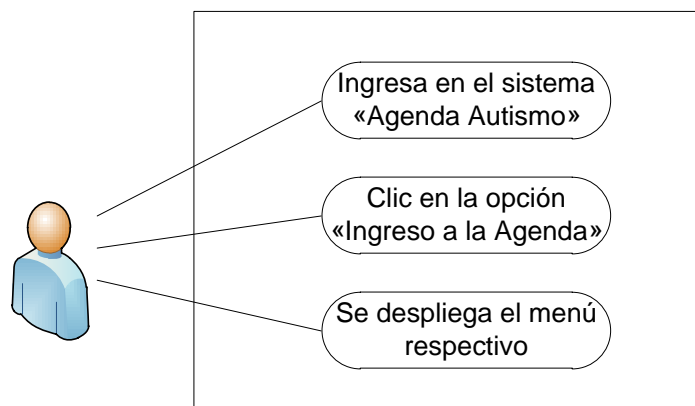 Ingresa en el sistema
«Agenda Autismo»
Clic en la opción
«Ingreso a la Agenda»
Se despliega el menú
respectivo